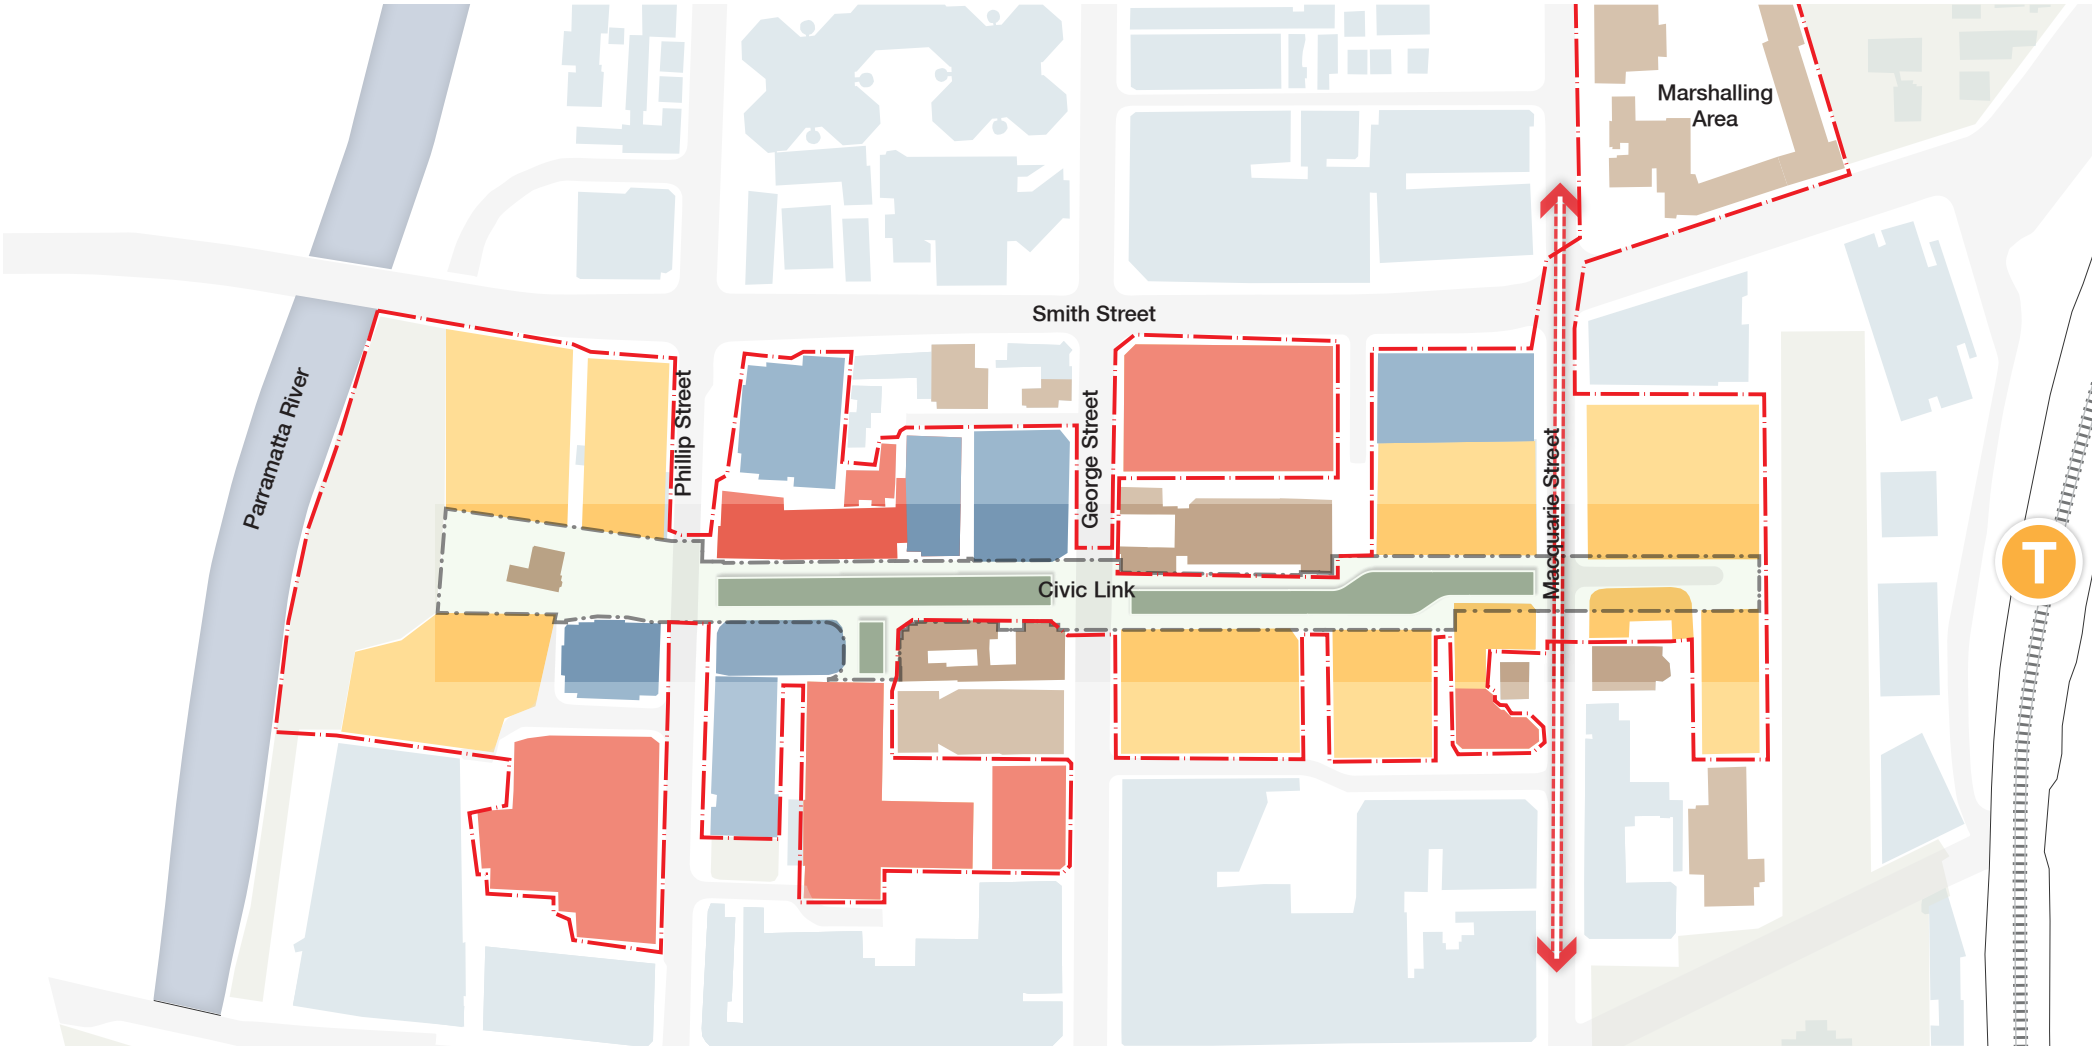 Marshalling
Area
Smith Street
Parramatta River
Phillip Street
George Street
Macquarie Street
Civic Link
T